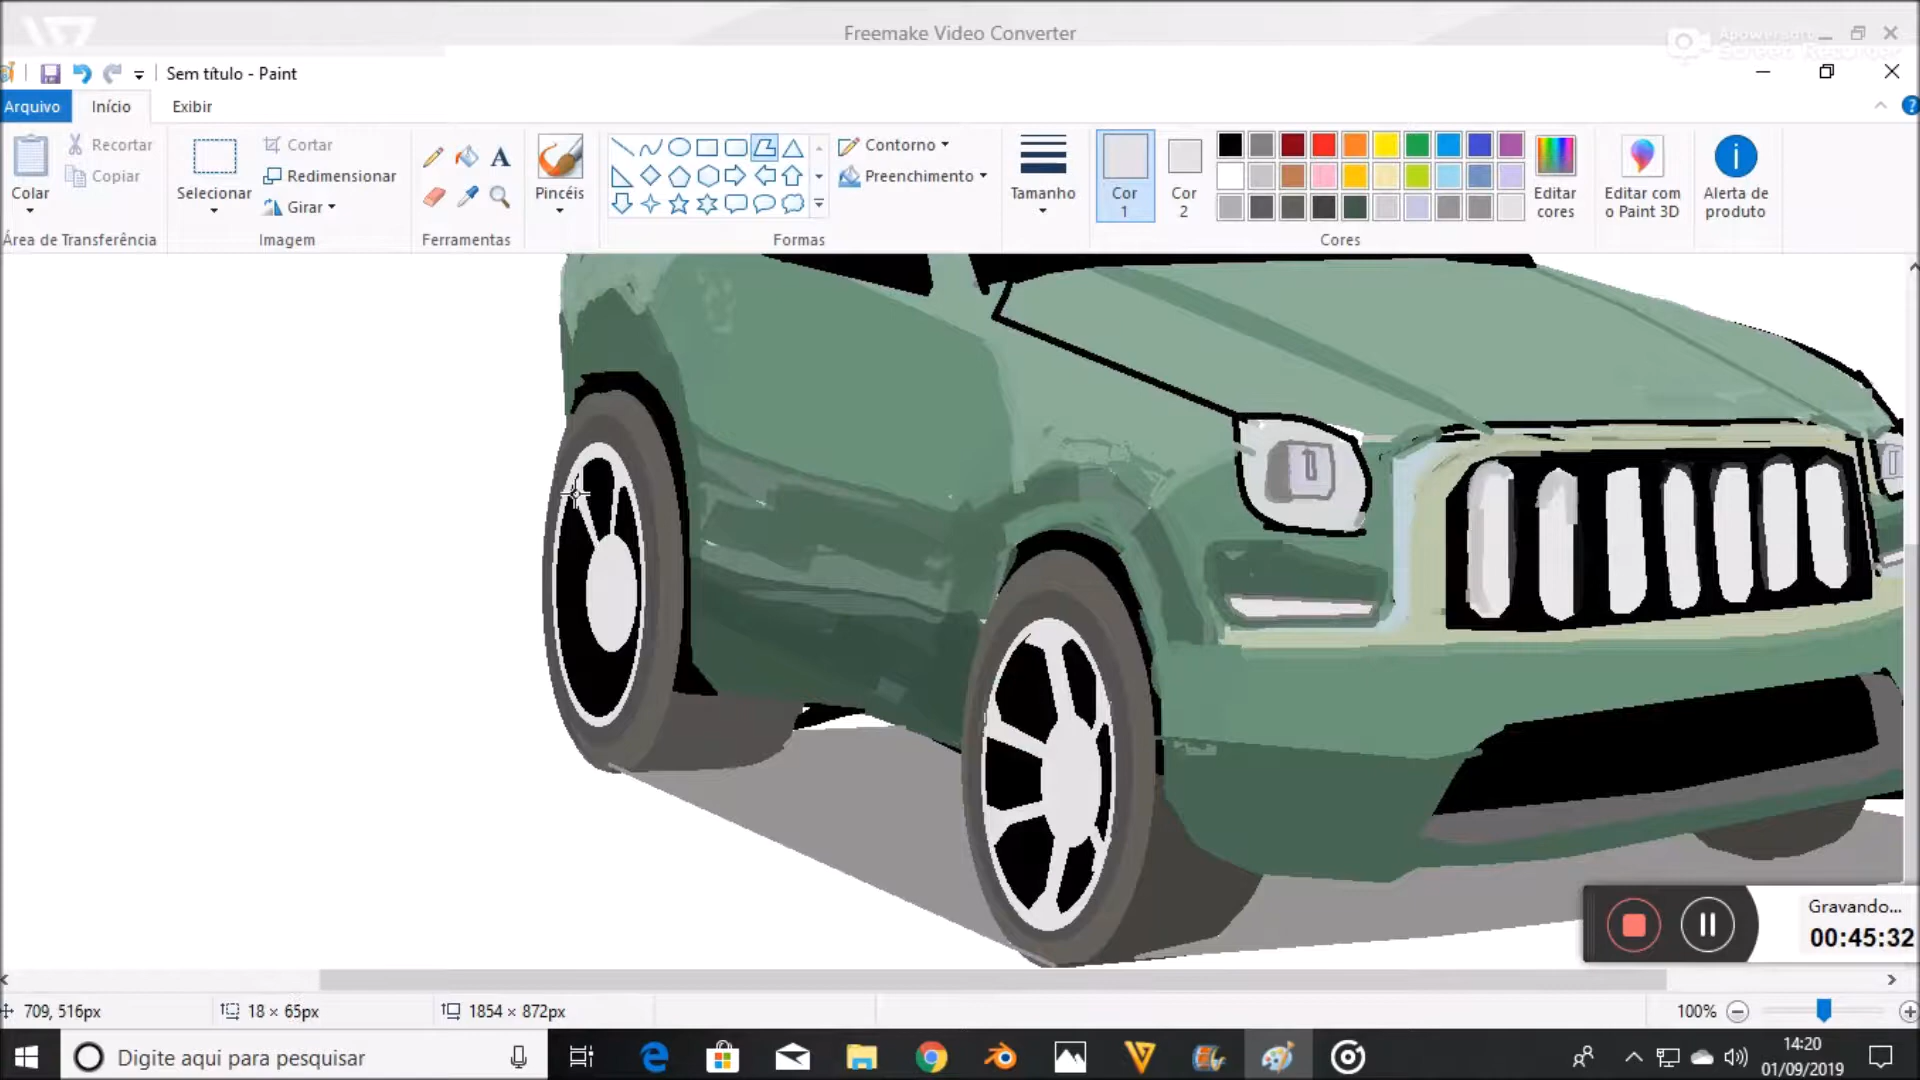 Freemake Video Converter
Apowersoft
Screen Recorder
Sem título - Paint
Arquivo
Início
Exibir
Colar
Recortar
Copiar
Área de Transferência
Selecionar
Cortar
Redimensionar
Girar
Imagem
A
Ferramentas
Pincéis
Contorno
Preenchimento
Formas
Tamanho
Cor
1
Cor
2
Editar
cores
Cores
Editar com
o Paint 3D
Alerta de
produto
Gravando...
00:45:32
709, 516px
18 × 65px
1854 × 872px
100%
Digite aqui para pesquisar
14:20
01/09/2019